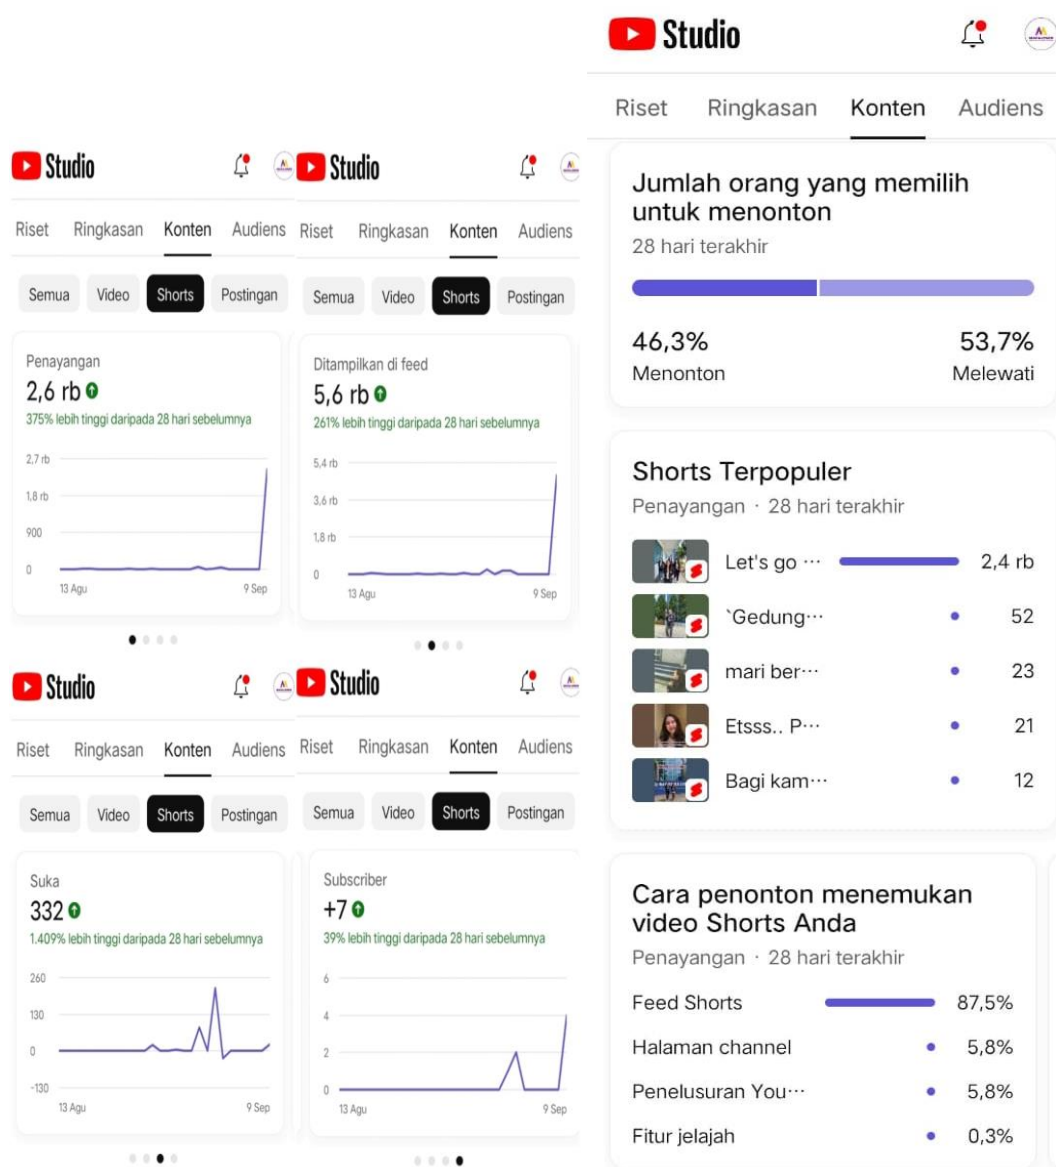 Studio
Riset Ringkasan Konten Audiens
Semua Video Shorts Postingan
Penayangan
2,6 rb
375% lebih tinggi daripada 28 hari sebelumnya
2,7 rb
1,8 rb
900
0
13 Agu 9 Sep
Studio
Riset Ringkasan Konten Audiens
Semua Video Shorts Postingan
Ditampilkan di feed
5,6 rb
261% lebih tinggi daripada 28 hari sebelumnya
5,4 rb
3,6 rb
1,8 rb
0
13 Agu 9 Sep
Studio
Riset Ringkasan Konten Audiens
Semua Video Shorts Postingan
Suka
332
1.409% lebih tinggi daripada 28 hari sebelumnya
260
130
0
-130
13 Agu 9 Sep
Studio
Riset Ringkasan Konten Audiens
Semua Video Shorts Postingan
Subscriber
+7
39% lebih tinggi daripada 28 hari sebelumnya
6
4
2
0
13 Agu 9 Sep
Studio
Riset Ringkasan Konten Audiens
Jumlah orang yang memilih
untuk menonton
28 hari terakhir
46,3% 53,7%
Menonton Melewati
Shorts Terpopuler
Penayangan · 28 hari terakhir
Let's go ··· 2,4 rb
`Gedung··· 52
mari ber··· 23
Etsss.. P··· 21
Bagi kam··· 12
Cara penonton menemukan
video Shorts Anda
Penayangan · 28 hari terakhir
Feed Shorts 87,5%
Halaman channel 5,8%
Penelusuran You··· 5,8%
Fitur jelajah 0,3%